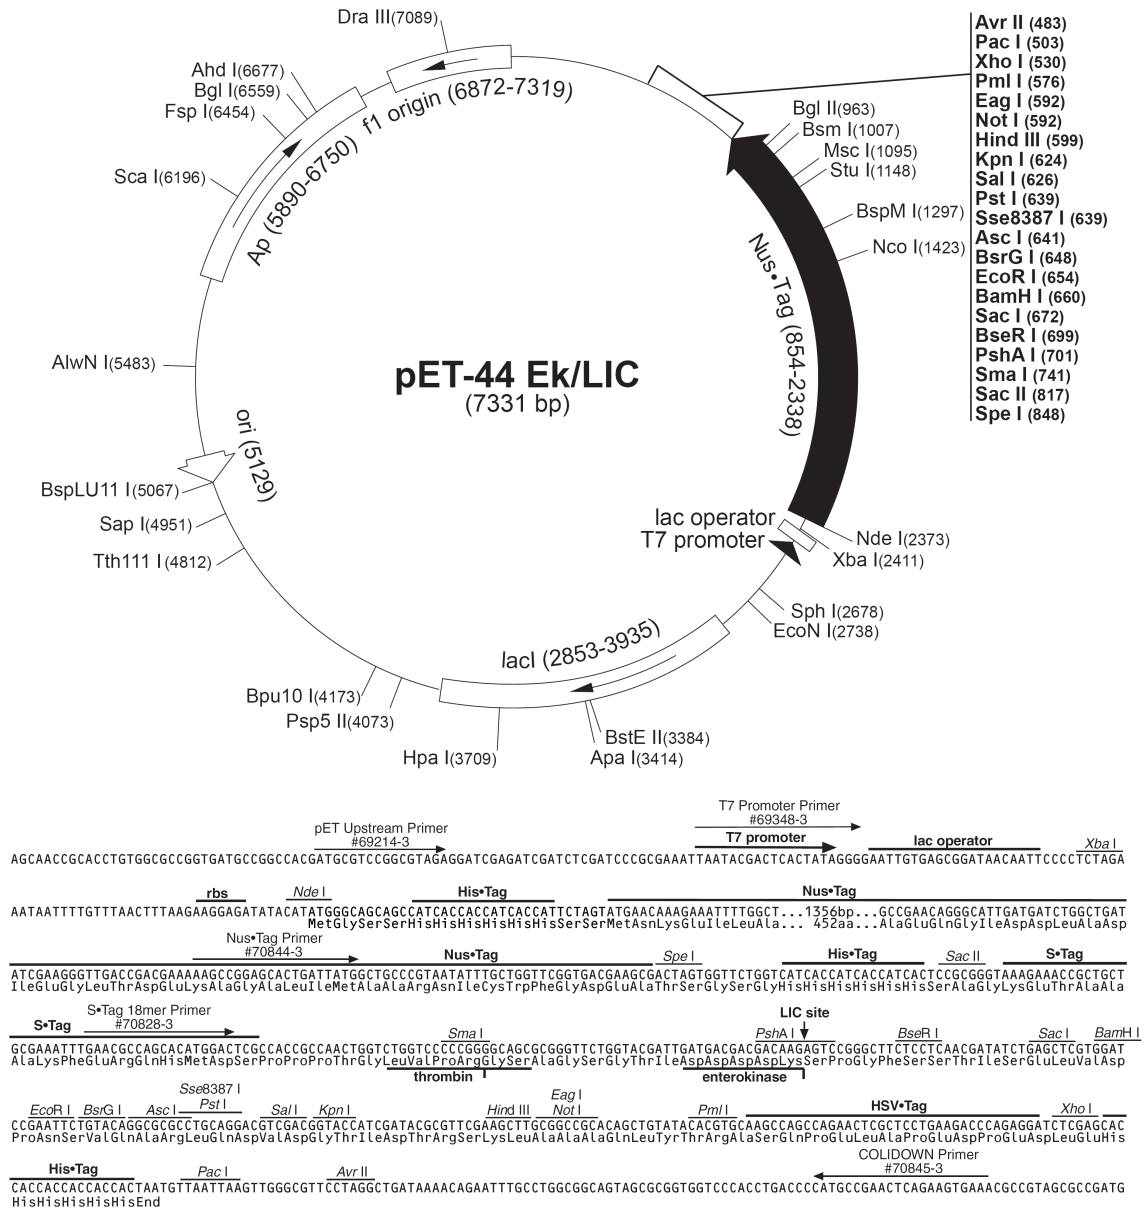 Dra III(7089)
Ahd I(6677)
Bgl I(6559)
Fsp I(6454)
Sca I(6196)
AlwN I(5483)
BspLU11 I(5067)
Sap I(4951)
Tth111 I(4812)
Bpu10 I(4173)
Psp5 II(4073)
Hpa I(3709)
Apa I(3414)
BstE II(3384)
EcoN I(2738)
Sph I(2678)
Xba I(2411)
Nde I(2373)
Nco I(1423)
BspM I(1297)
Stu I(1148)
Msc I(1095)
Bsm I(1007)
Bgl II(963)
Avr II (483)
Pac I (503)
Xho I (530)
Pml I (576)
Eag I (592)
Not I (592)
Hind III (599)
Kpn I (624)
Sal I (626)
Pst I (639)
Sse8387 I (639)
Asc I (641)
BsrG I (648)
EcoR I (654)
BamH I (660)
Sac I (672)
BseR I (699)
PshA I (701)
Sma I (741)
Sac II (817)
Spe I (848)
f1 origin (6872-7319)
Ap (5890-6750)
Nus•Tag (854-2338)
ori (5129)
lacI (2853-3935)
lac operator
T7 promoter
pET-44 Ek/LIC
(7331 bp)
pET Upstream Primer
#69214-3
T7 Promoter Primer
#69348-3
T7 promoter
lac operator
Xba I
AGCAACCGCACCTGTGGCGCCGGTGATGCCGGCCACGATGCGTCCGGCGTAGAGGATCGAGATCGATCTCGATCCCGCGAAATTAATACGACTCACTATAGGGGAATTGTGAGCGGATAACAATTCCCCTCTAGA
rbs
Nde I
His•Tag
Nus•Tag
AATAATTTTGTTTAACTTTAAGAAGGAGATATACATATGGGCAGCAGCCATCACCACCATCACCATTCTAGTATGAACAAAGAAATTTTGGCT...1356bp...GCCGAACAGGGCATTGATGATCTGGCTGAT
MetGlySerSerHisHisHisHisHisHisSerSerMetAsnLysGluIleLeuAla... 452aa...AlaGluGlnGlyIleAspAspLeuAlaAsp
Nus•Tag Primer
#70844-3
Nus•Tag
Spe I
His•Tag
Sac II
S•Tag
ATCGAAGGGTTGACCGACGAAAAAGCCGGAGCACTGATTATGGCTGCCCGTAATATTTGCTGGTTCGGTGACGAAGCGACTAGTGGTTCTGGTCATCACCATCACCATCACTCCGCGGGTAAAGAAACCGCTGCT
IleGluGlyLeuThrAspGluLysAlaGlyAlaLeuIleMetAlaAlaArgAsnIleCysTrpPheGlyAspGluAlaThrSerGlySerGlyHisHisHisHisHisHisSerAlaGlyLysGluThrAlaAla
S•Tag
S•Tag 18mer Primer
#70828-3
Sma I
LIC site
PshA I
BseR I
Sac I
BamH I
GCGAAATTTGAACGCCAGCACATGGACTCGCCACCGCCAACTGGTCTGGTCCCCCGGGGCAGCGCGGGTTCTGGTACGATTGATGACGACGACAAGAGTCCGGGCTTCTCCTCAACGATATCTGAGCTCGTGGAT
AlaLysPheGluArgGlnHisMetAspSerProProProThrGlyLeuValProArgGlySerAlaGlySerGlyThrIleAspAspAspAspLysSerProGlyPheSerSerThrIleSerGluLeuValAsp
thrombin
enterokinase
EcoR I
BsrG I
Asc I
Sse8387 I
Pst I
Sal I
Kpn I
Hind III
Eag I
Not I
Pml I
HSV•Tag
Xho I
CCGAATTCTGTACAGGCGCGCCTGCAGGACGTCGACGGTACCATCGATACGCGTTCGAAGCTTGCGGCCGCACAGCTGTATACACGTGCAAGCCAGCCAGAACTCGCTCCTGAAGACCCAGAGGATCTCGAGCAC
ProAsnSerValGlnAlaArgLeuGlnAspValAspGlyThrIleAspThrArgSerLysLeuAlaAlaAlaGlnLeuTyrThrArgAlaSerGlnProGluLeuAlaProGluAspProGluAspLeuGluHis
His•Tag
Pac I
Avr II
COLIDOWN Primer
#70845-3
CACCACCACCACCACTAATGTTAATTAAGTTGGGCGTTCCTAGGCTGATAAAACAGAATTTGCCTGGCGGCAGTAGCGCGGTGGTCCCACCTGACCCCATGCCGAACTCAGAAGTGAAACGCCGTAGCGCCGATG
HisHisHisHisHisEnd